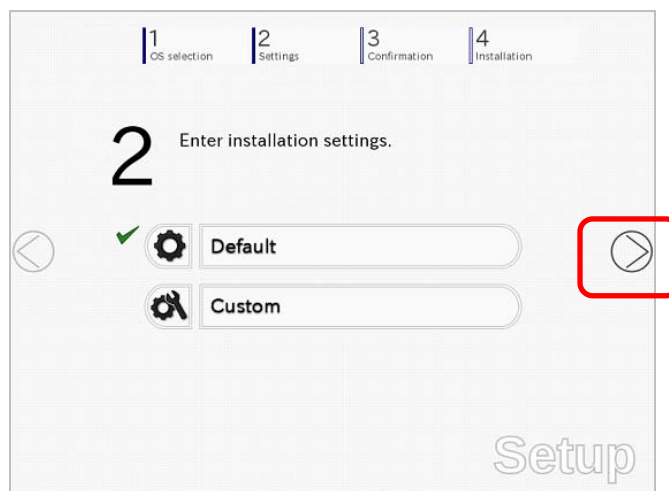 1 2 3 4
OS selection Settings Confirmation Installation
2 Enter installation settings.
Default
Custom
Setup